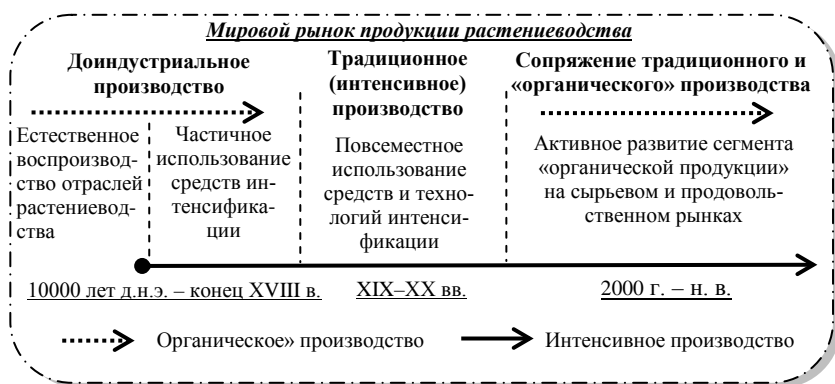 Мировой рынок продукции растениеводства
Доиндустриальное
производство
Традиционное
(интенсивное)
производство
Сопряжение традиционного и
«органического» производства
Естественное
воспроизвод-
ство отраслей
растениевод-
ства
Частичное
использование
средств ин-
тенсифика-
ции
Повсеместное
использование
средств и техно-
логий интенси-
фикации
Активное развитие сегмента
«органической продукции»
на сырьевом и продоволь-
ственном рынках
10000 лет д.н.э. – конец XVIII в.
XIX–XX вв.
2000 г. – н. в.
Органическое» производство
Интенсивное производство